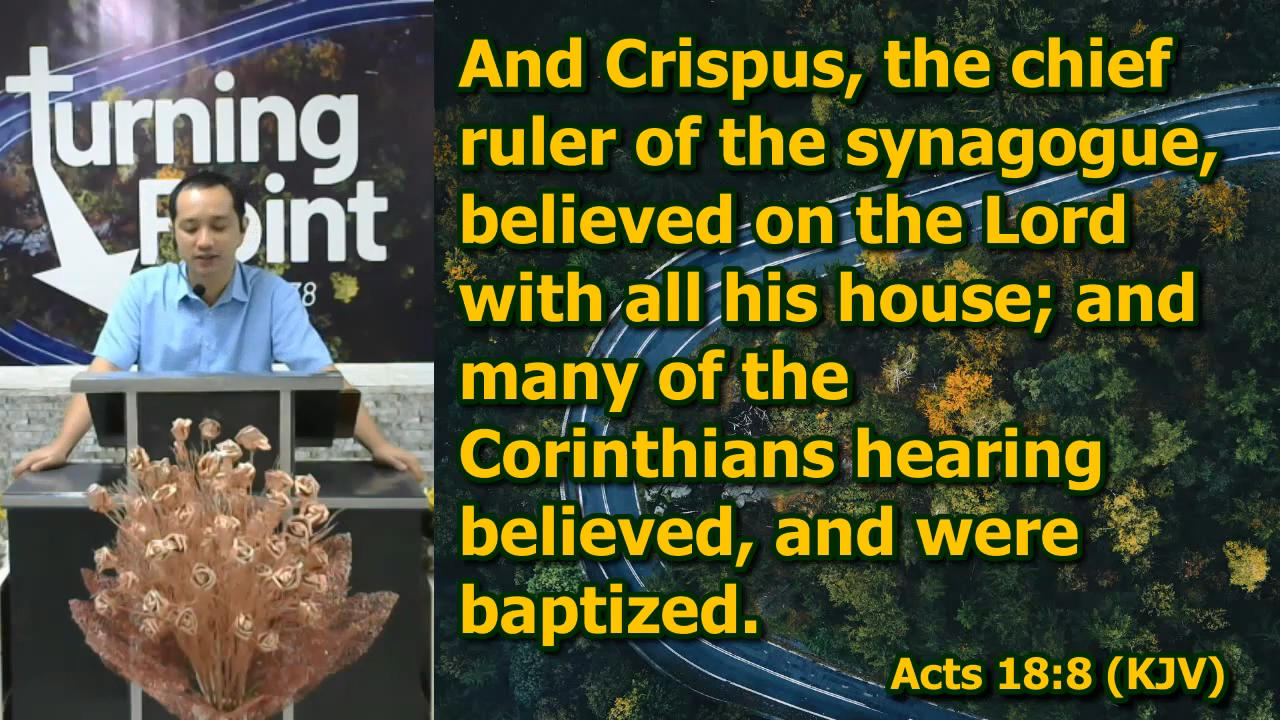 turning
Point
And Crispus, the chief
ruler of the synagogue,
believed on the Lord
with all his house; and
many of the
Corinthians hearing
believed, and were
baptized.
Acts 18:8 (KJV)